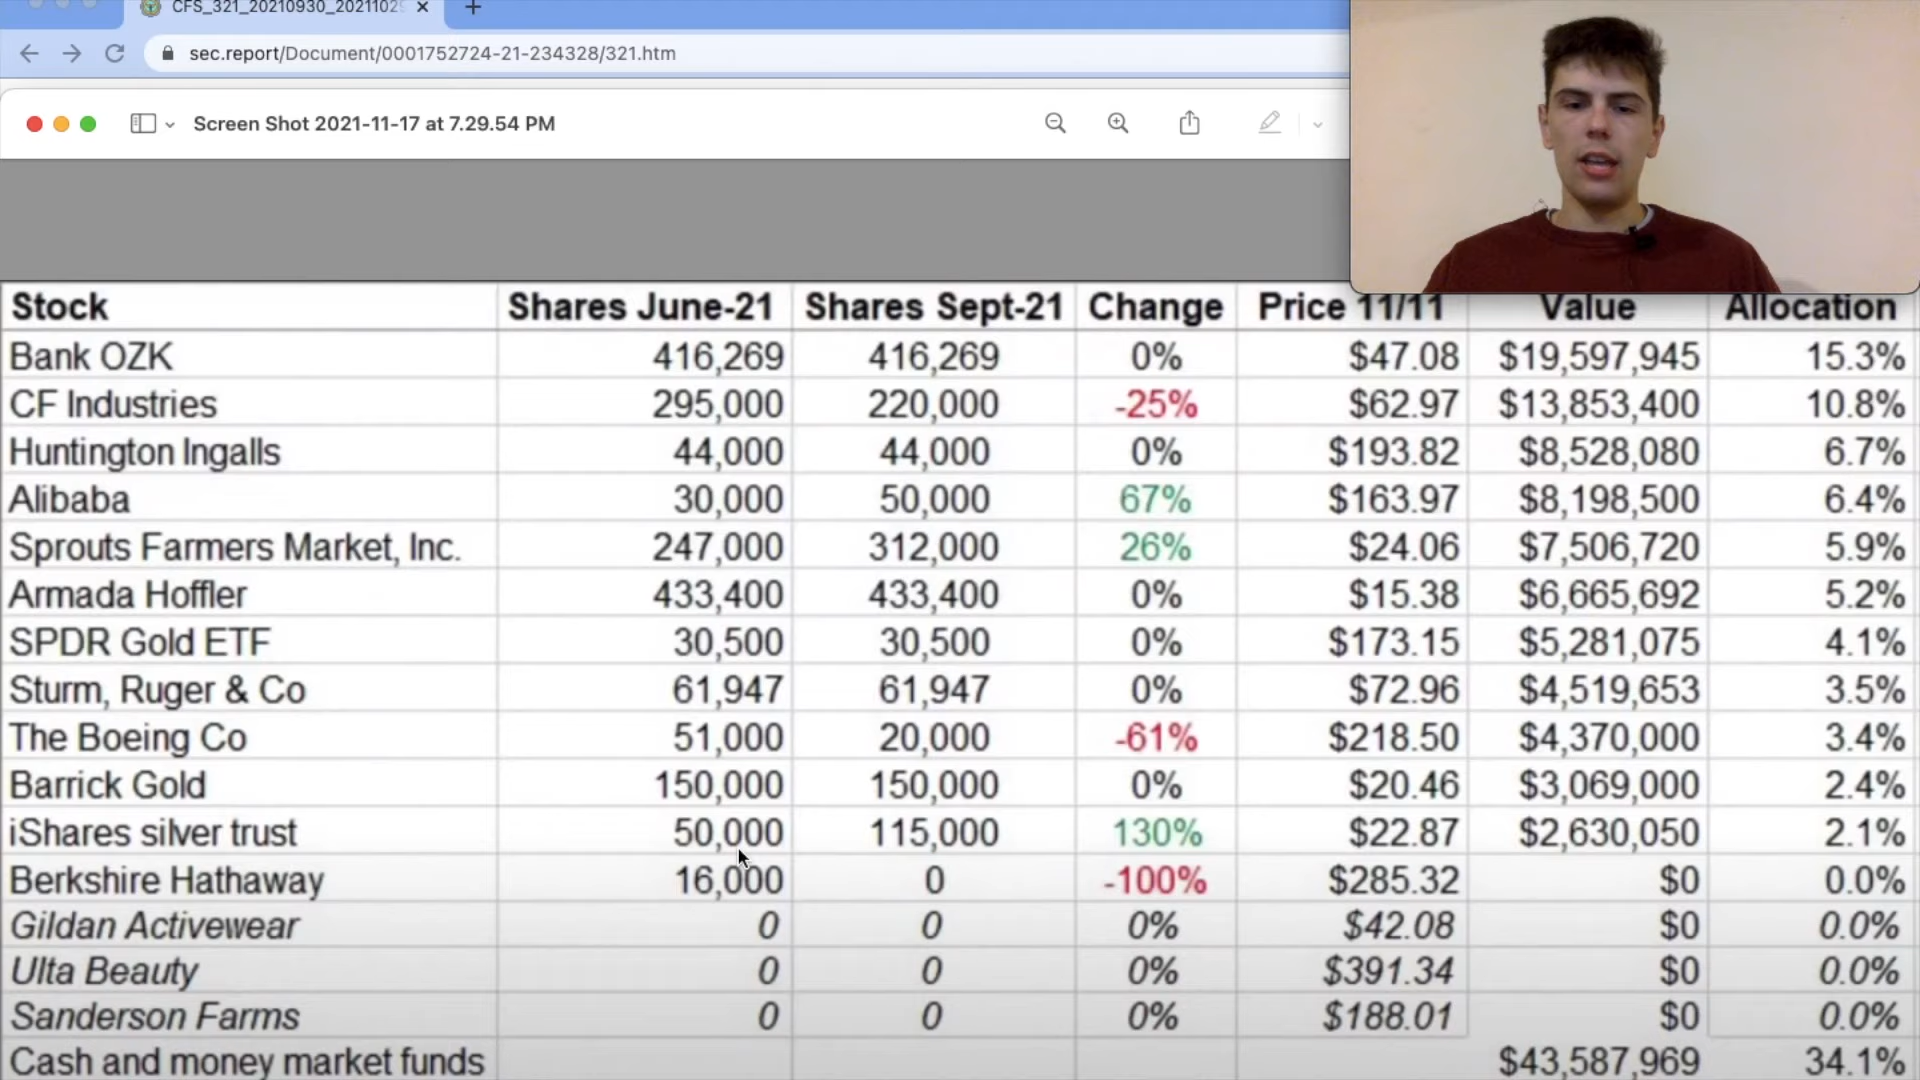 CFS_321_20210930_2021102
sec.report/Document/0001752724-21-234328/321.htm
Screen Shot 2021-11-17 at 7.29.54 PM
Stock Shares June-21 Shares Sept-21 Change Price 11/11 Value Allocation
Bank OZK 416,269 416,269 0% $47.08 $19,597,945 15.3%
CF Industries 295,000 220,000 -25% $62.97 $13,853,400 10.8%
Huntington Ingalls 44,000 44,000 0% $193.82 $8,528,080 6.7%
Alibaba 30,000 50,000 67% $163.97 $8,198,500 6.4%
Sprouts Farmers Market, Inc. 247,000 312,000 26% $24.06 $7,506,720 5.9%
Armada Hoffler 433,400 433,400 0% $15.38 $6,665,692 5.2%
SPDR Gold ETF 30,500 30,500 0% $173.15 $5,281,075 4.1%
Sturm, Ruger & Co 61,947 61,947 0% $72.96 $4,519,653 3.5%
The Boeing Co 51,000 20,000 -61% $218.50 $4,370,000 3.4%
Barrick Gold 150,000 150,000 0% $20.46 $3,069,000 2.4%
iShares silver trust 50,000 115,000 130% $22.87 $2,630,050 2.1%
Berkshire Hathaway 16,000 0 -100% $285.32 $0 0.0%
Gildan Activewear 0 0 0% $42.08 $0 0.0%
Ulta Beauty 0 0 0% $391.34 $0 0.0%
Sanderson Farms 0 0 0% $188.01 $0 0.0%
Cash and money market funds $43,587,969 34.1%